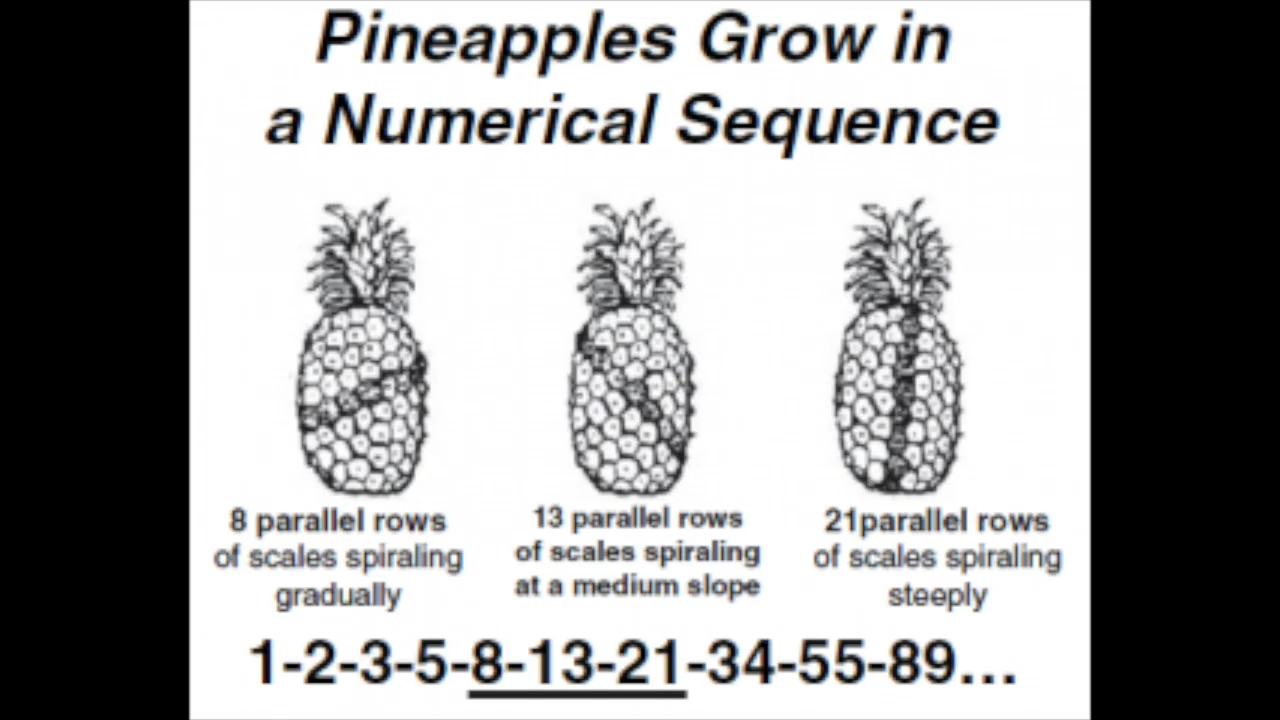 Pineapples Grow in
a Numerical Sequence
8 parallel rows
of scales spiraling
gradually
13 parallel rows
of scales spiraling
at a medium slope
21parallel rows
of scales spiraling
steeply
1-2-3-5-8-13-21-34-55-89...